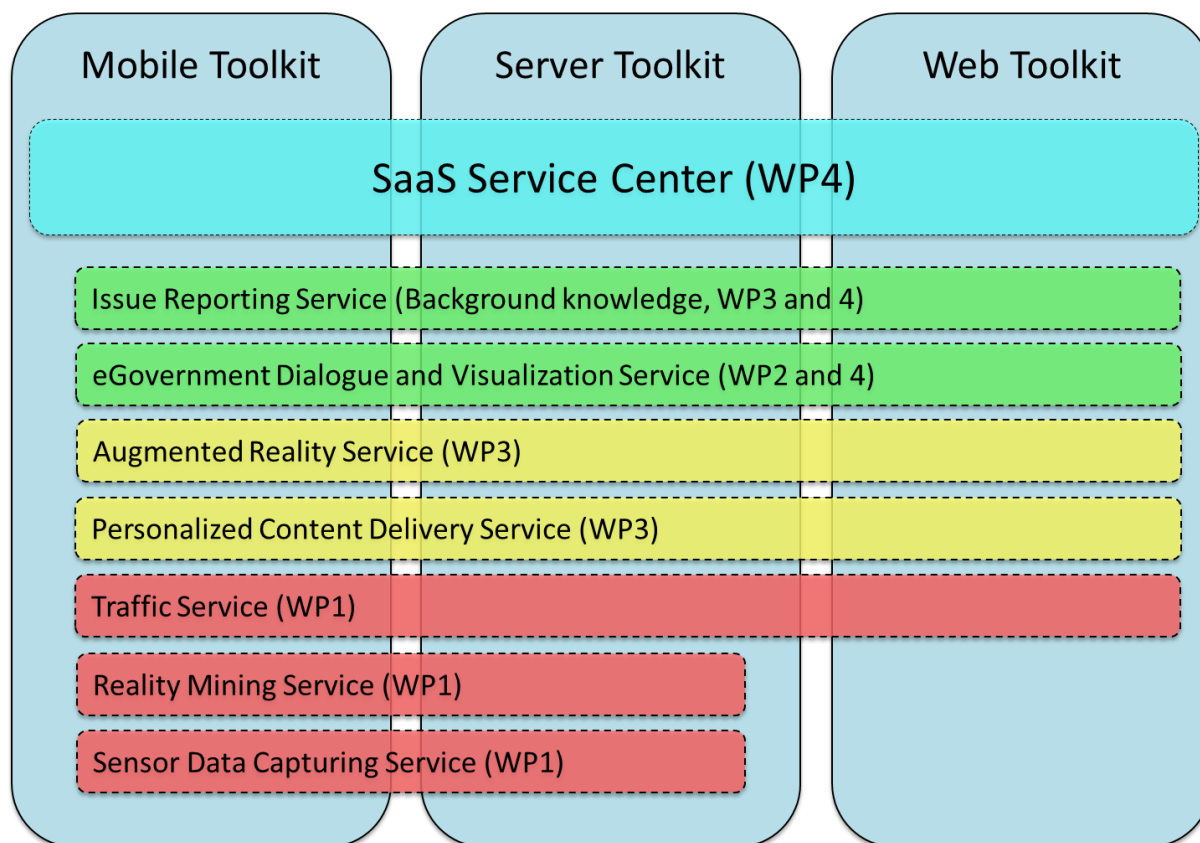 Mobile Toolkit
Server Toolkit
Web Toolkit
SaaS Service Center (WP4)
Issue Reporting Service (Background knowledge, WP3 and 4)
eGovernment Dialogue and Visualization Service (WP2 and 4)
Augmented Reality Service (WP3)
Personalized Content Delivery Service (WP3)
Traffic Service (WP1)
Reality Mining Service (WP1)
Sensor Data Capturing Service (WP1)